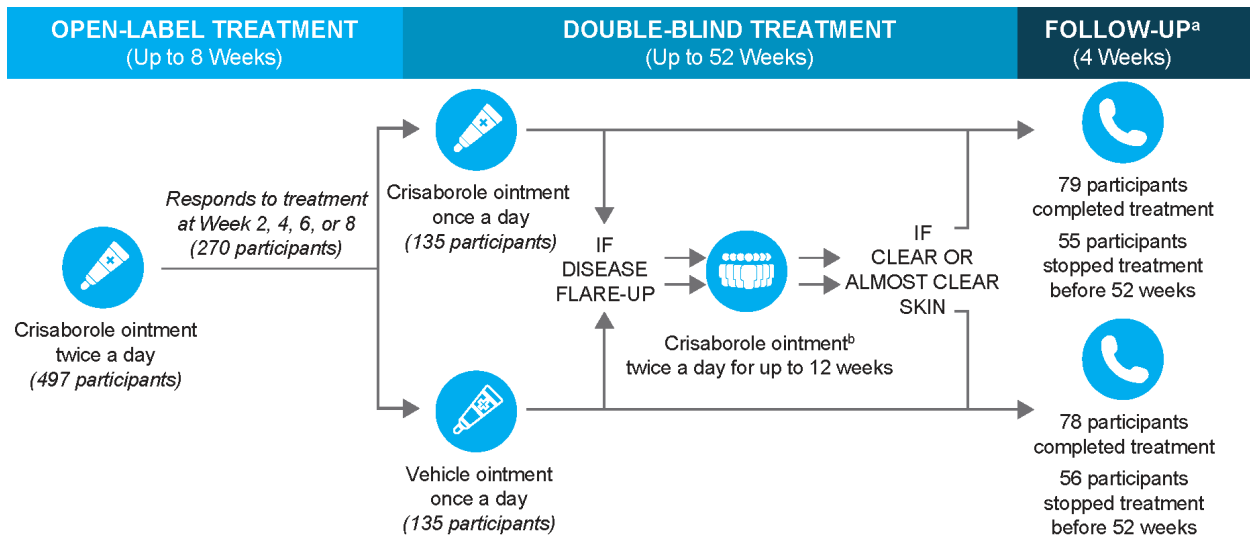 OPEN-LABEL TREATMENT
(Up to 8 Weeks)
DOUBLE-BLIND TREATMENT
(Up to 52 Weeks)
FOLLOW-UPᵃ
(4 Weeks)
Crisaborole ointment
twice a day
(497 participants)
Responds to treatment
at Week 2, 4, 6, or 8
(270 participants)
Crisaborole ointment
once a day
(135 participants)
Vehicle ointment
once a day
(135 participants)
IF
DISEASE
FLARE-UP
Crisaborole ointmentᵇ
twice a day for up to 12 weeks
IF
CLEAR OR
ALMOST CLEAR
SKIN
79 participants
completed treatment
55 participants
stopped treatment
before 52 weeks
78 participants
completed treatment
56 participants
stopped treatment
before 52 weeks